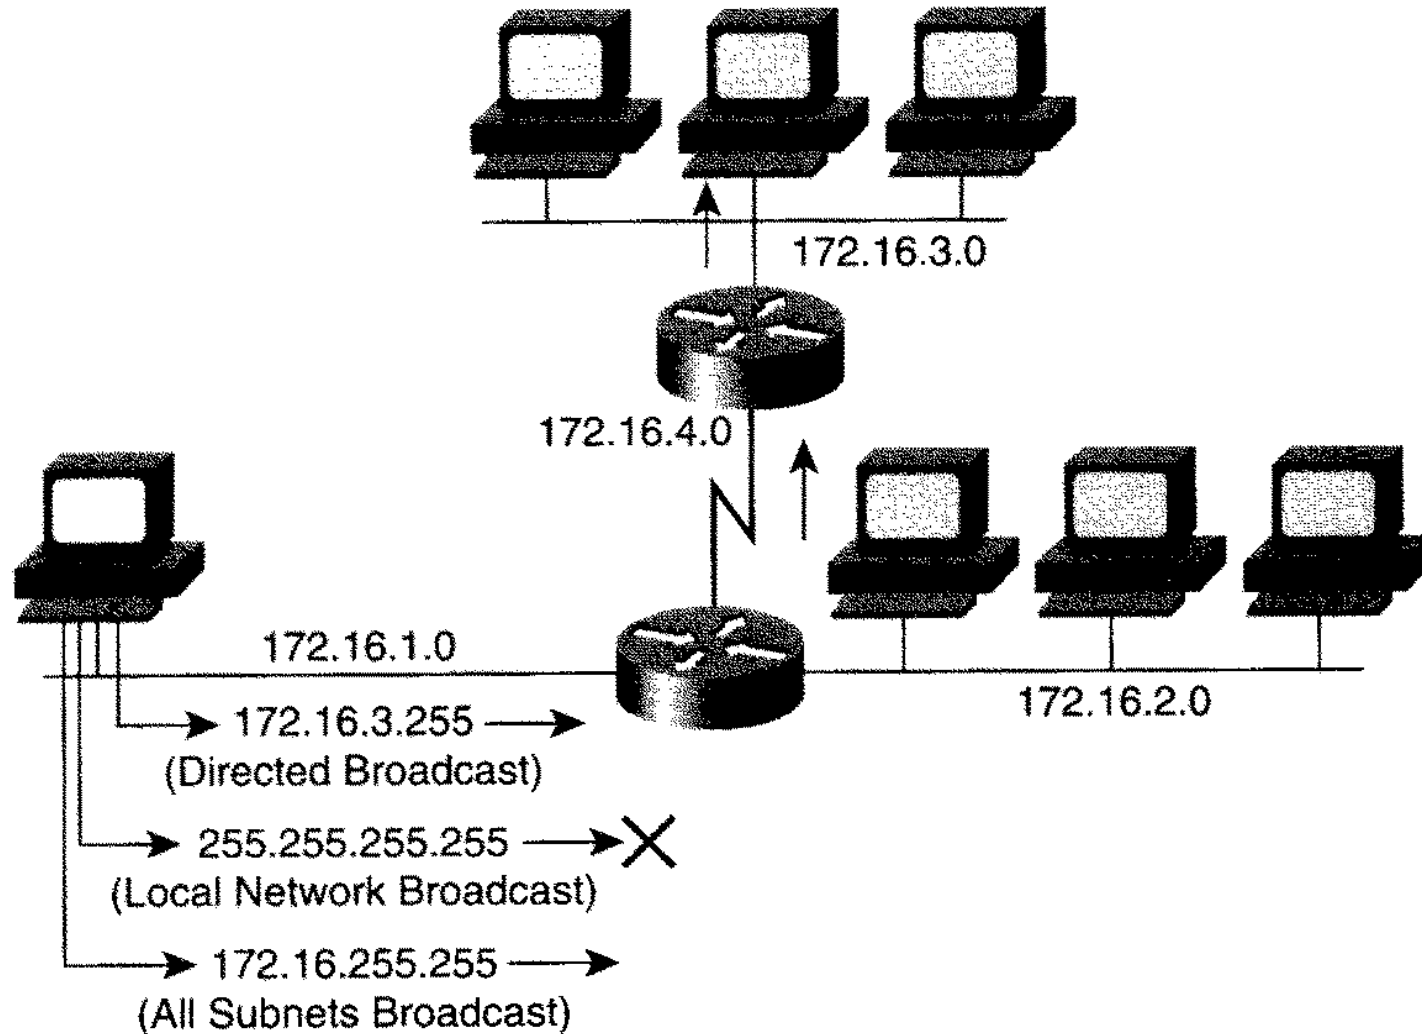 172.16.3.0
172.16.4.0
172.16.1.0
172.16.2.0
172.16.3.255
(Directed Broadcast)
255.255.255.255
(Local Network Broadcast)
172.16.255.255
(All Subnets Broadcast)